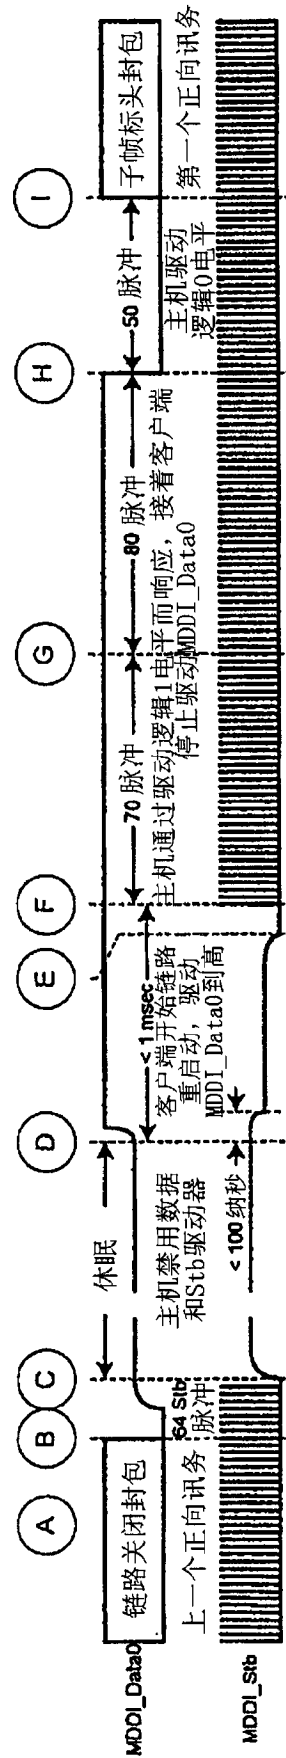 A
B
C
D
E
F
G
H
I
MDDI_Data0
链路关闭封包
休眠
<1 msec
70 脉冲
80 脉冲
50 脉冲
子帧标头封包
上一个正向讯务
64 Stb
脉冲
主机禁用数据
和Stb驱动器
客户端开始链路
重启动，驱动
MDDI_Data0到高
主机通过驱动逻辑1电平而响应，接着客户端
停止驱动MDDI_Data0
主机驱动
逻辑0电平
第一个正向讯务
<100 纳秒
MDDI_Stb